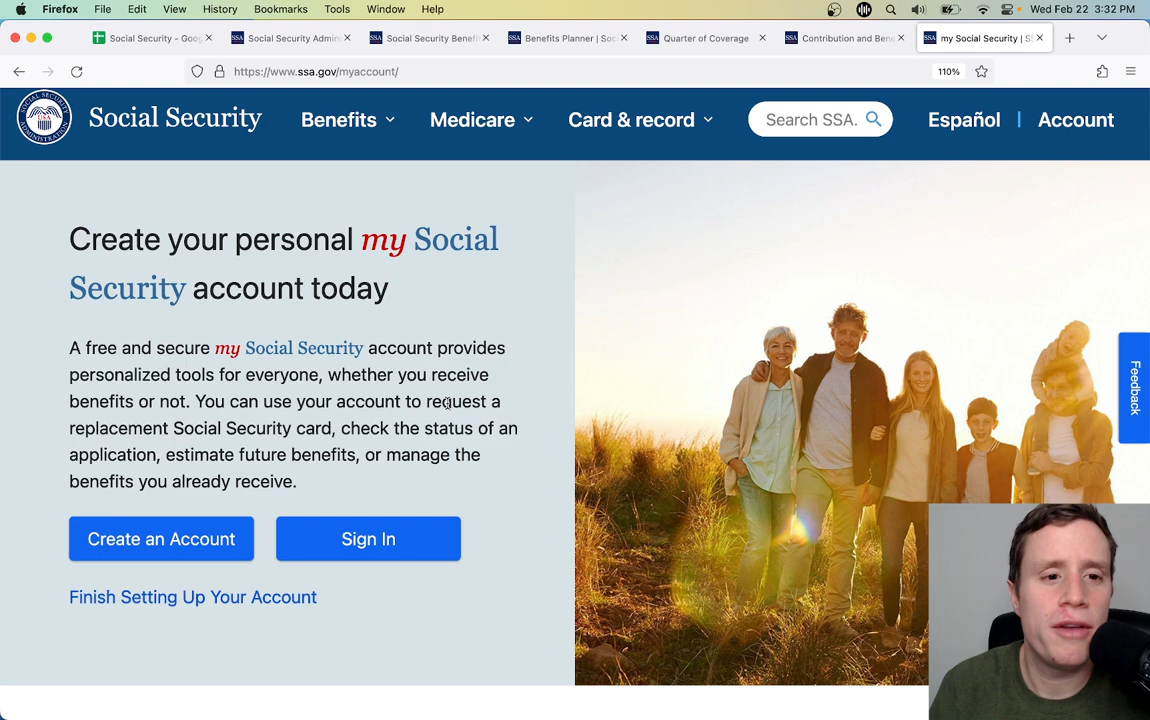 Firefox File Edit View History Bookmarks Tools Window Help Wed Feb 22 3:32 PM
Social Security - Goog Social Security Admin Social Security Benefi Benefits Planner | Soc Quarter of Coverage Contribution and Bene my Social Security | S
https://www.ssa.gov/myaccount/ 110%
Social Security Benefits Medicare Card & record Search SSA. Español | Account
Create your personal my Social
Security account today
A free and secure my Social Security account provides
personalized tools for everyone, whether you receive
benefits or not. You can use your account to request a
replacement Social Security card, check the status of an
application, estimate future benefits, or manage the
benefits you already receive.
Create an Account Sign In
Finish Setting Up Your Account
Feedback